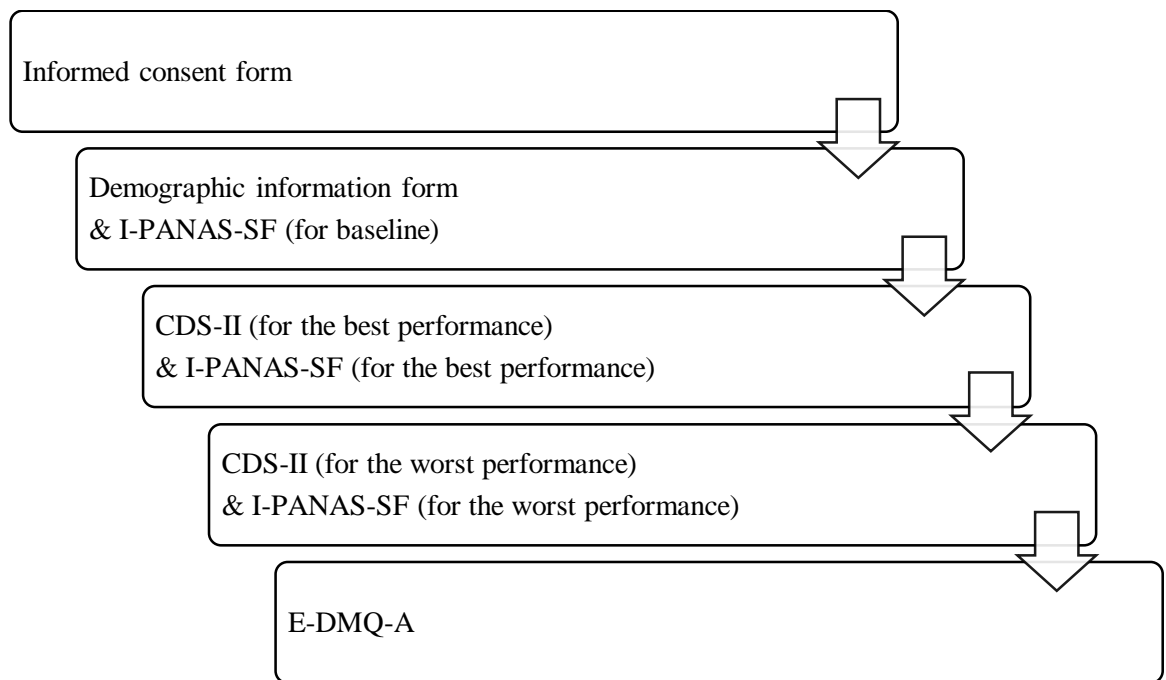 Informed consent form
Demographic information form
& I-PANAS-SF (for baseline)
CDS-II (for the best performance)
& I-PANAS-SF (for the best performance)
CDS-II (for the worst performance)
& I-PANAS-SF (for the worst performance)
E-DMQ-A